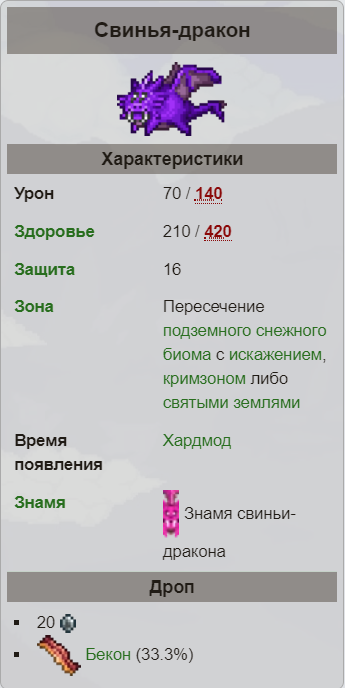 Свинья-дракон
Характеристики
Урон 70 / 140
Здоровье 210 / 420
Защита 16
Зона Пересечение
подземного снежного
биома с искажением,
кримзоном либо
святыми землями
Время Хардмод
появления
Знамя Знамя свиньи-
дракона
Дроп
20
Бекон (33.3%)